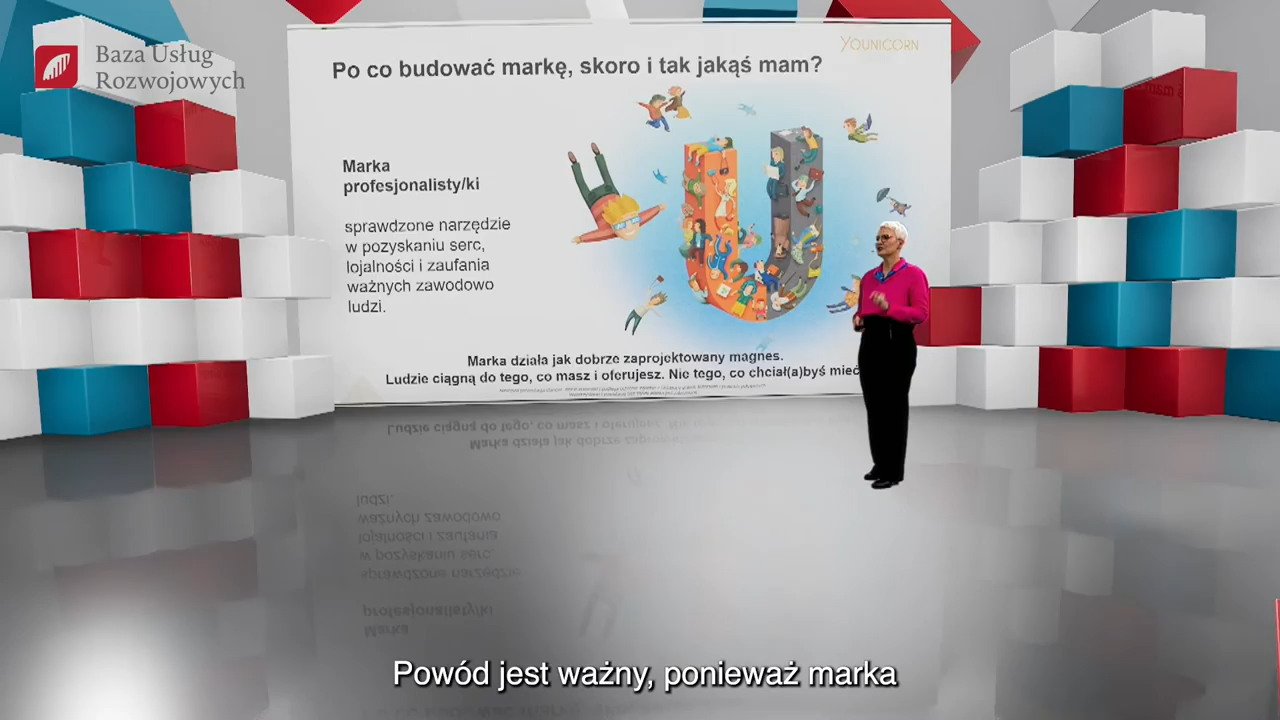 Baza Usług
Rozwojowych
YOUNICORN
Po co budować markę, skoro i tak jakąś mam?
Marka
profesjonalisty/ki
sprawdzone narzędzie
w pozyskaniu serc,
lojalności i zaufania
ważnych zawodowo
ludzi.
Marka działa jak dobrze zaprojektowany magnes.
Ludzie ciągną do tego, co masz i oferujesz. Nie tego, co chciał(a)byś mieć
Powód jest ważny, ponieważ marka